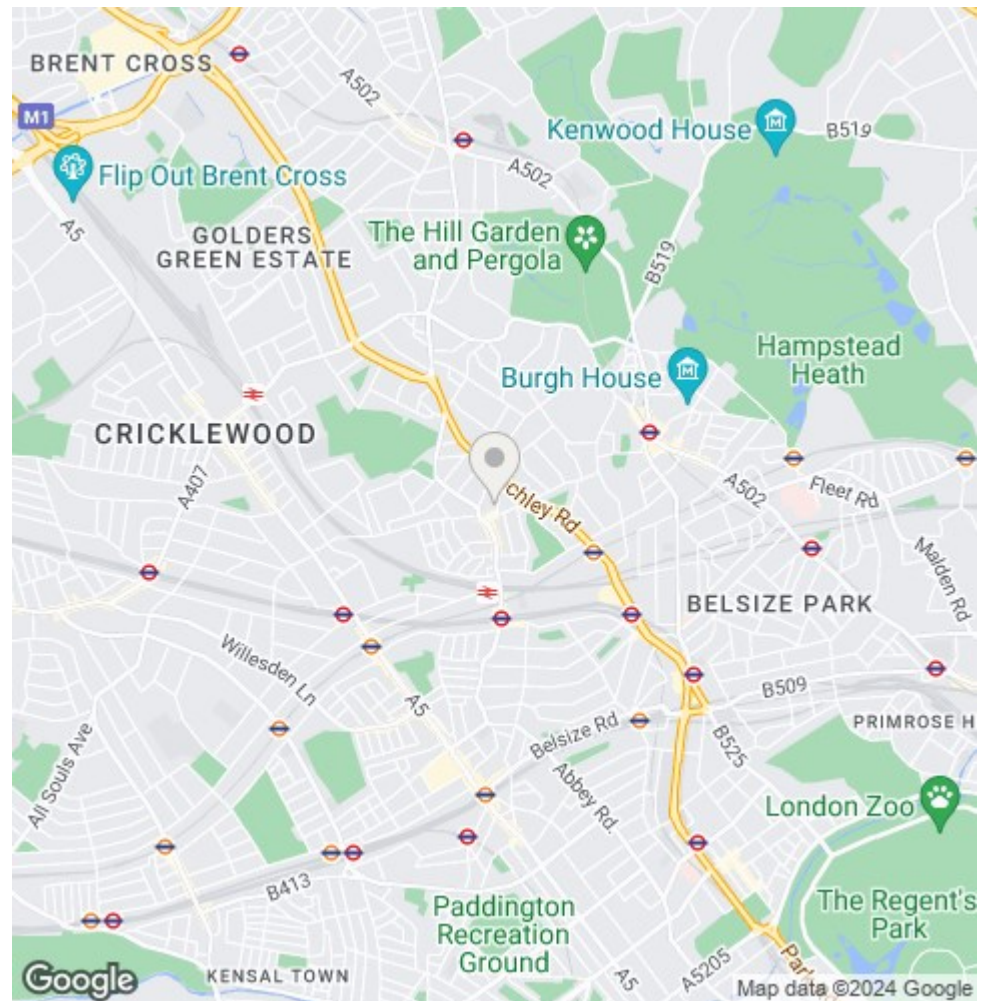 BRENT CROSS
A502
M1
Kenwood House
B519
Flip Out Brent Cross
A502
A5
GOLDERS
GREEN ESTATE
The Hill Garden
and Pergola
B519
Hampstead
Heath
Burgh House
CRICKLEWOOD
A407
A502
Fleet Rd
chley Rd
Malden Rd
BELSIZE PARK
Willesden Ln
A5
B509
Belsize Rd
PRIMROSE H
B525
All Souls Ave
Abbey Rd.
London Zoo
B413
The Regent's
Park
Paddington
Recreation
Ground
Park
A5205
A5
KENSAL TOWN
Google
Map data ©2024 Google